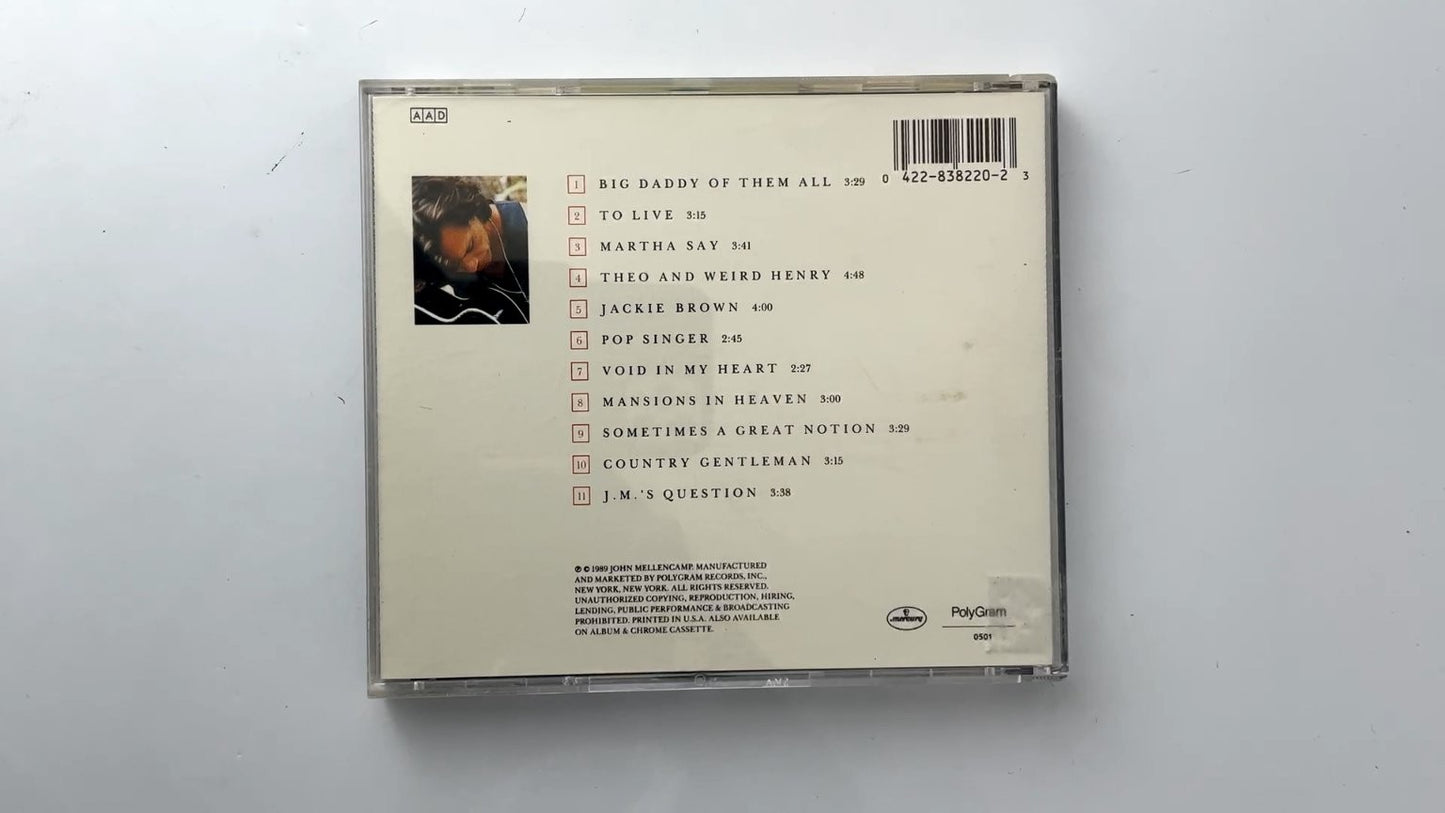 AAD
0 422-838220-2 3
1 BIG DADDY OF THEM ALL 3:29
2 TO LIVE 3:15
3 MARTHA SAY 3:41
4 THEO AND WEIRD HENRY 4:48
5 JACKIE BROWN 4:00
6 POP SINGER 2:45
7 VOID IN MY HEART 2:27
8 MANSIONS IN HEAVEN 3:00
9 SOMETIMES A GREAT NOTION 3:29
10 COUNTRY GENTLEMAN 3:15
11 J.M.'S QUESTION 3:38
℗ © 1989 JOHN MELLENCAMP. MANUFACTURED
AND MARKETED BY POLYGRAM RECORDS, INC.,
NEW YORK, NEW YORK. ALL RIGHTS RESERVED.
UNAUTHORIZED COPYING, REPRODUCTION, HIRING,
LENDING, PUBLIC PERFORMANCE & BROADCASTING
PROHIBITED. PRINTED IN U.S.A. ALSO AVAILABLE
ON ALBUM & CHROME CASSETTE.
mercury
PolyGram
0501